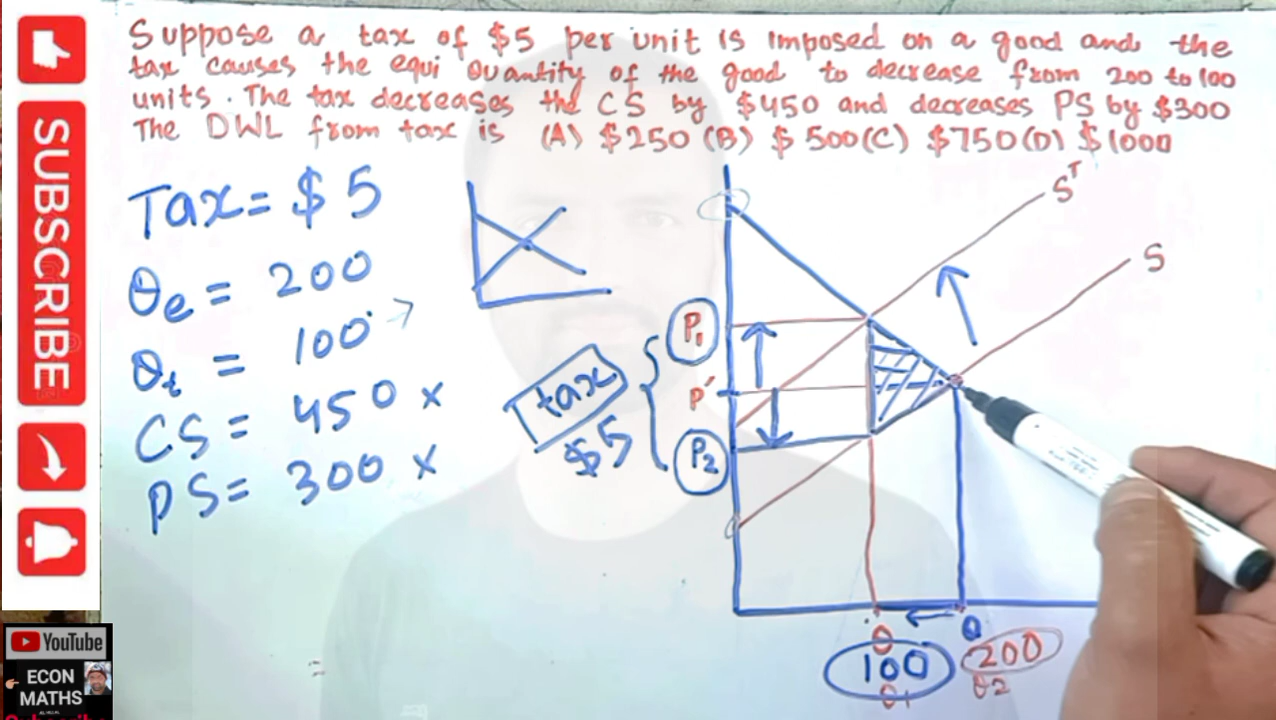 Suppose a tax of $5 per unit is imposed on a good and the
tax causes the equi Quantity of the good to decrease from 200 to 100
units. The tax decreases the CS by $450 and decreases PS by $300
The DWL from tax is (A) $250 (B) $ 500 (C) $750 (D) $1000
SUBSCRIBE
Tax = $5
Qe = 200
Qt = 100
CS = 450 x
PS = 300 x
tax
$5
P1
P'
P2
S^T
S
Q
Q
100
200
Q1
Q2
=
YouTube
ECON
MATHS